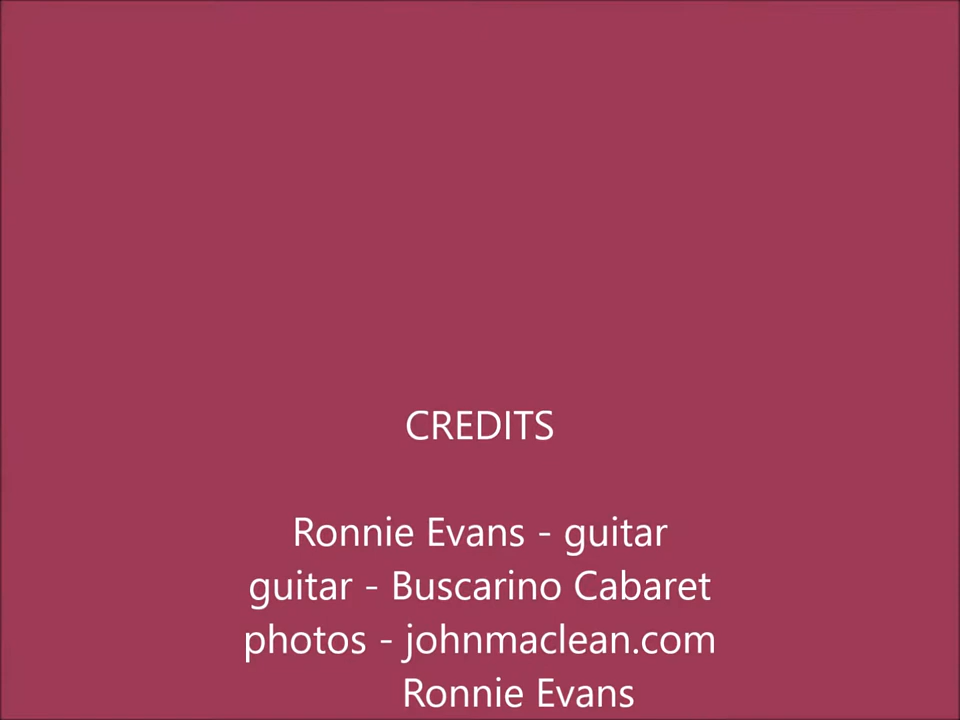 CREDITS
Ronnie Evans - guitar
guitar - Buscarino Cabaret
photos - johnmaclean.com
Ronnie Evans